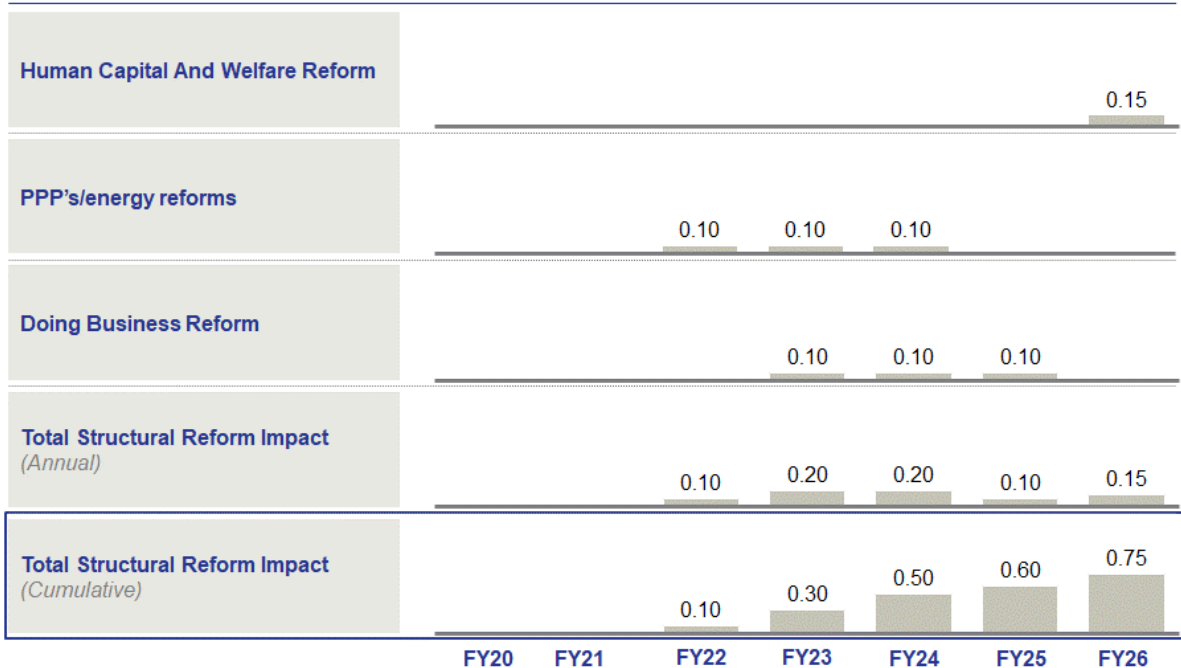 Human Capital And Welfare Reform
0.15
PPP’s/energy reforms
0.10 0.10 0.10
Doing Business Reform
0.10 0.10 0.10
Total Structural Reform Impact
(Annual)
0.10 0.20 0.20 0.10 0.15
Total Structural Reform Impact
(Cumulative)
0.10 0.30 0.50 0.60 0.75
FY20 FY21 FY22 FY23 FY24 FY25 FY26